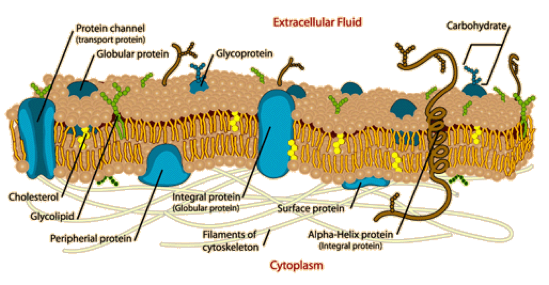 Extracellular Fluid
Protein channel
(transport protein)
Globular protein
Glycoprotein
Carbohydrate
Cholesterol
Glycolipid
Peripheral protein
Integral protein
(Globular protein)
Filaments of
cytoskeleton
Surface protein
Alpha-Helix protein
(Integral protein)
Cytoplasm